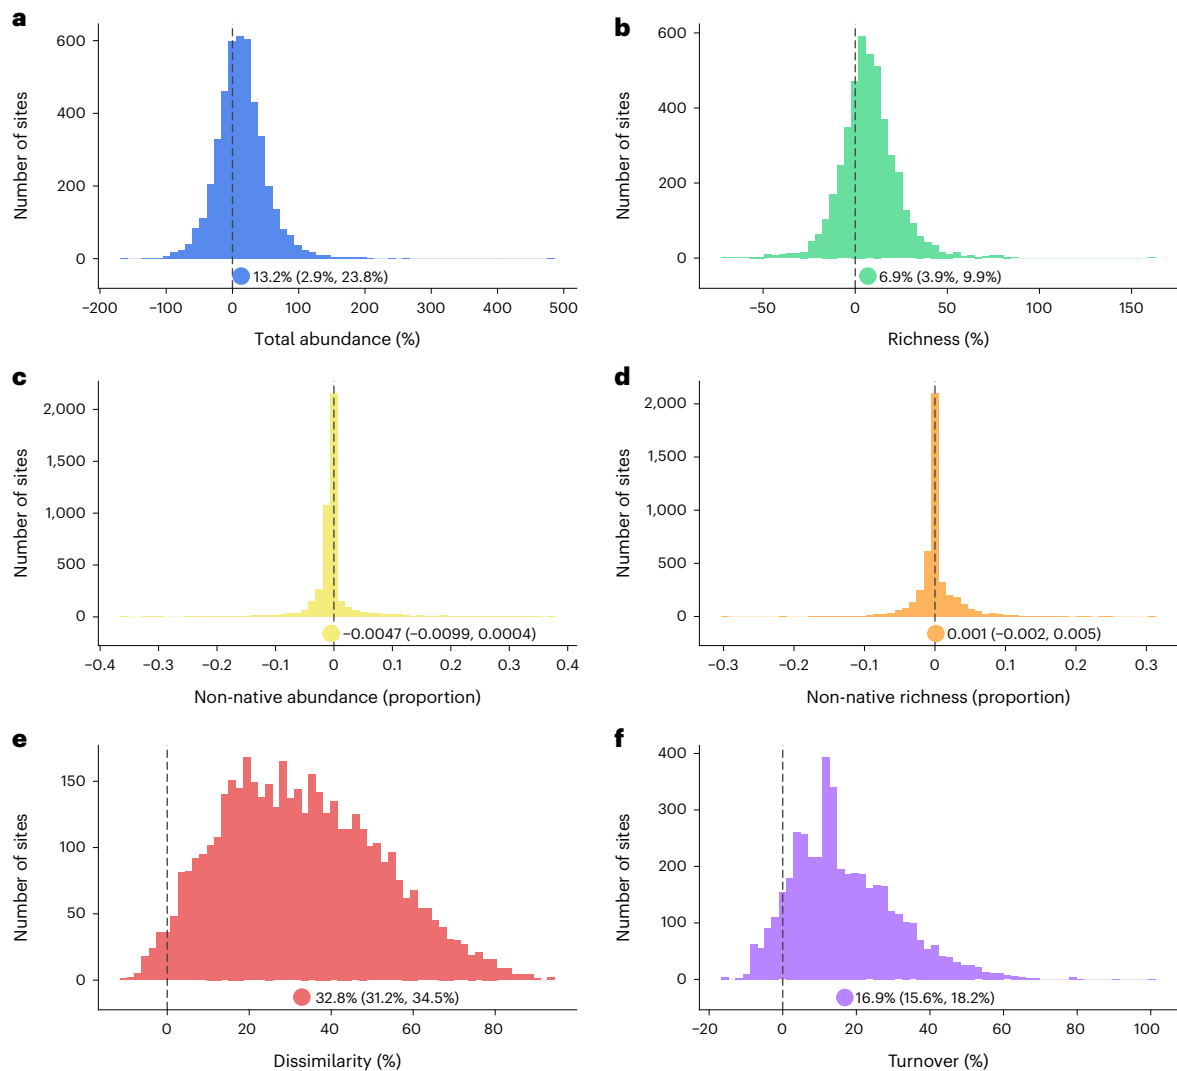 a
600
400
200
0
Number of sites
13.2% (2.9%, 23.8%)
−200 −100 0 100 200 300 400 500
Total abundance (%)
b
600
400
200
0
Number of sites
6.9% (3.9%, 9.9%)
−50 0 50 100 150
Richness (%)
c
2,000
1,500
1,000
500
0
Number of sites
−0.0047 (−0.0099, 0.0004)
−0.4 −0.3 −0.2 −0.1 0 0.1 0.2 0.3 0.4
Non-native abundance (proportion)
d
2,000
1,500
1,000
500
0
Number of sites
0.001 (−0.002, 0.005)
−0.3 −0.2 −0.1 0 0.1 0.2 0.3
Non-native richness (proportion)
e
150
100
50
0
Number of sites
32.8% (31.2%, 34.5%)
0 20 40 60 80
Dissimilarity (%)
f
400
300
200
100
0
Number of sites
16.9% (15.6%, 18.2%)
−20 0 20 40 60 80 100
Turnover (%)